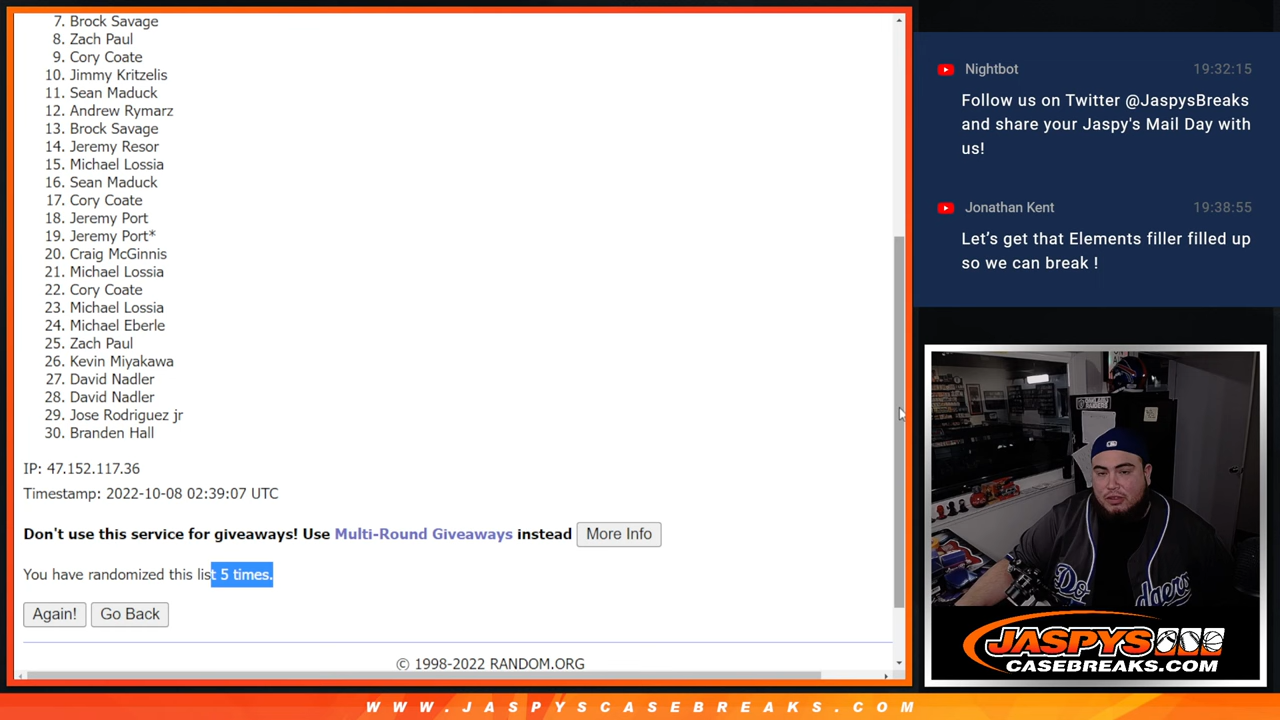 7. Brock Savage
8. Zach Paul
9. Cory Coate
10. Jimmy Kritzelis
11. Sean Maduck
12. Andrew Rymarz
13. Brock Savage
14. Jeremy Resor
15. Michael Lossia
16. Sean Maduck
17. Cory Coate
18. Jeremy Port
19. Jeremy Port*
20. Craig McGinnis
21. Michael Lossia
22. Cory Coate
23. Michael Lossia
24. Michael Eberle
25. Zach Paul
26. Kevin Miyakawa
27. David Nadler
28. David Nadler
29. Jose Rodriguez jr
30. Branden Hall
IP: 47.152.117.36
Timestamp: 2022-10-08 02:39:07 UTC
Don't use this service for giveaways! Use Multi-Round Giveaways instead More Info
You have randomized this list 5 times.
Again! Go Back
© 1998-2022 RANDOM.ORG
Nightbot 19:32:15
Follow us on Twitter @JaspysBreaks
and share your Jaspy's Mail Day with
us!
Jonathan Kent 19:38:55
Let’s get that Elements filler filled up
so we can break !
JASPYS
CASEBREAKS.COM
WWW.JASPYSCASEBREAKS.COM